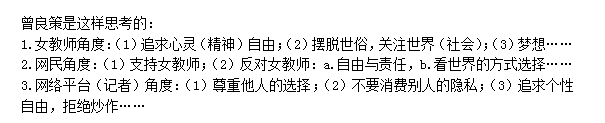 曾良策是这样思考的：
1.女教师角度：（1）追求心灵（精神）自由；（2）摆脱世俗，关注世界（社会）；（3）梦想……
2.网民角度：（1）支持女教师；（2）反对女教师：a.自由与责任，b.看世界的方式选择……
3.网络平台（记者）角度：（1）尊重他人的选择；（2）不要消费别人的隐私；（3）追求个性
自由，拒绝炒作……